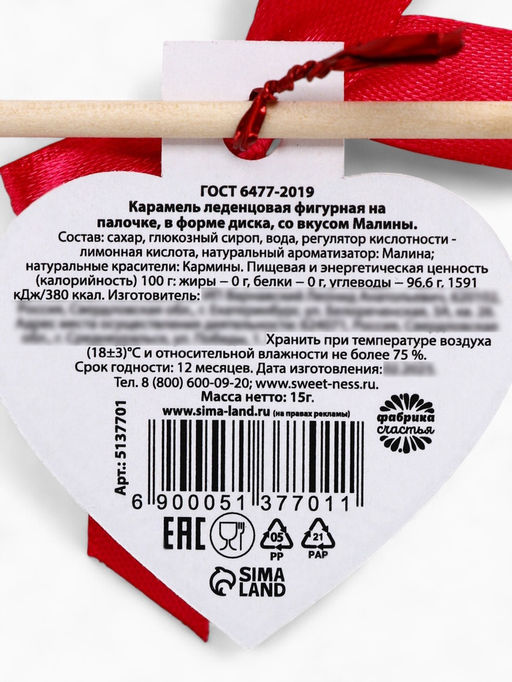 ГОСТ 6477-2019
Карамель леденцовая фигурная на
палочке, в форме диска, со вкусом Малины.
Состав: сахар, глюкозный сироп, вода, регулятор кислотности -
лимонная кислота, натуральный ароматизатор: Малина;
натуральные красители: Кармины. Пищевая и энергетическая ценность
(калорийность) 100 г: жиры – 0 г, белки – 0 г, углеводы – 96.6 г. 1591
кДж/380 ккал. Изготовитель:
Хранить при температуре воздуха
(18±3)°С и относительной влажности не более 75 %.
Срок годности: 12 месяцев. Дата изготовления:
Тел. 8 (800) 600-09-20; www.sweet-ness.ru.
Масса нетто: 15г.
www.sima-land.ru (на правах рекламы)
фабрика
счастья
Арт.: 5137701
6 900051 377011
EAC
05
PP
21
PAP
SIMA
LAND